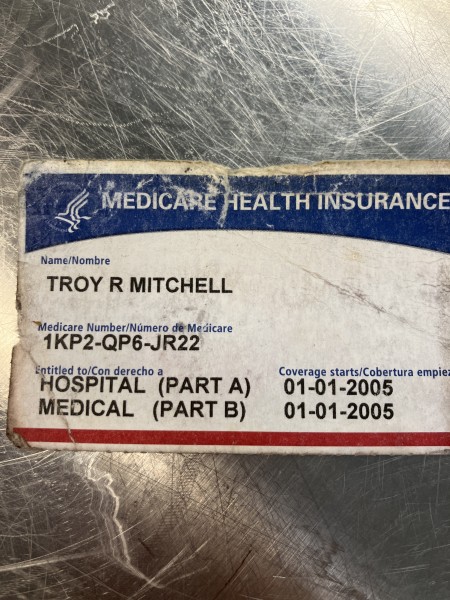 MEDICARE HEALTH INSURANCE
Name/Nombre
TROY R MITCHELL
Medicare Number/Número de Medicare
1KP2-QP6-JR22
Entitled to/Con derecho a
Coverage starts/Cobertura empiez
HOSPITAL (PART A) 01-01-2005
MEDICAL (PART B) 01-01-2005